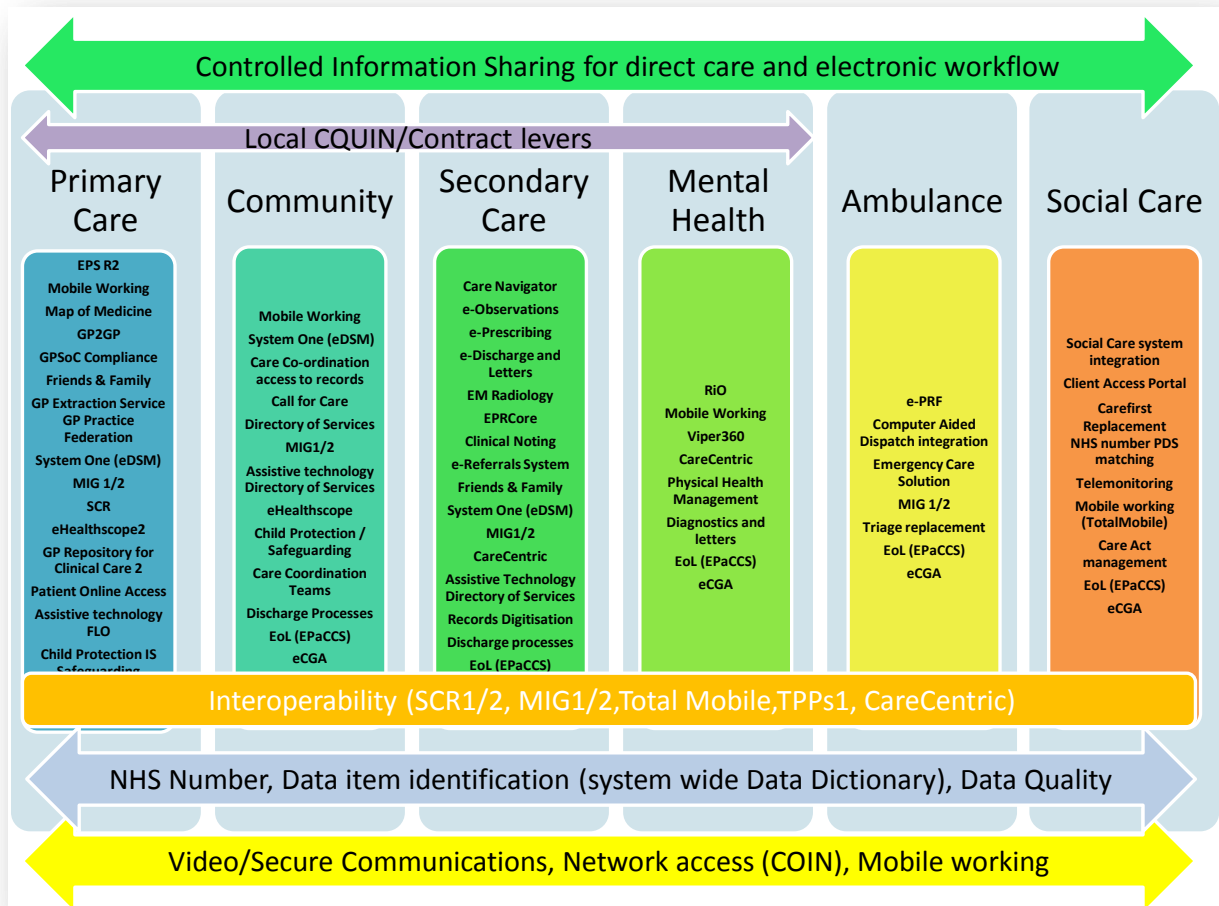 Controlled Information Sharing for direct care and electronic workflow
Local CQUIN/Contract levers
Primary
Care
EPS R2
Mobile Working
Map of Medicine
GP2GP
GPSoC Compliance
Friends & Family
GP Extraction Service
GP Practice
Federation
System One (eDSM)
MIG 1/2
SCR
eHealthscope2
GP Repository for
Clinical Care 2
Patient Online Access
Assistive technology
FLO
Child Protection IS
Safeguarding
Community
Mobile Working
System One (eDSM)
Care Co-ordination
access to records
Call for Care
Directory of Services
MIG1/2
Assistive technology
Directory of Services
eHealthscope
Child Protection /
Safeguarding
Care Coordination
Teams
Discharge Processes
EoL (EPaCCS)
eCGA
Secondary
Care
Care Navigator
e-Observations
e-Prescribing
e-Discharge and
Letters
EM Radiology
EPRCore
Clinical Noting
e-Referrals System
Friends & Family
System One (eDSM)
MIG1/2
CareCentric
Assistive Technology
Directory of Services
Records Digitisation
Discharge processes
EoL (EPaCCS)
Mental
Health
RiO
Mobile Working
Viper360
CareCentric
Physical Health
Management
Diagnostics and
letters
EoL (EPaCCS)
eCGA
Ambulance
e-PRF
Computer Aided
Dispatch integration
Emergency Care
Solution
MIG 1/2
Triage replacement
EoL (EPaCCS)
eCGA
Social Care
Social Care system
integration
Client Access Portal
Carefirst
Replacement
NHS number PDS
matching
Telemonitoring
Mobile working
(TotalMobile)
Care Act
management
EoL (EPaCCS)
eCGA
Interoperability (SCR1/2, MIG1/2,Total Mobile,TPPs1, CareCentric)
NHS Number, Data item identification (system wide Data Dictionary), Data Quality
Video/Secure Communications, Network access (COIN), Mobile working